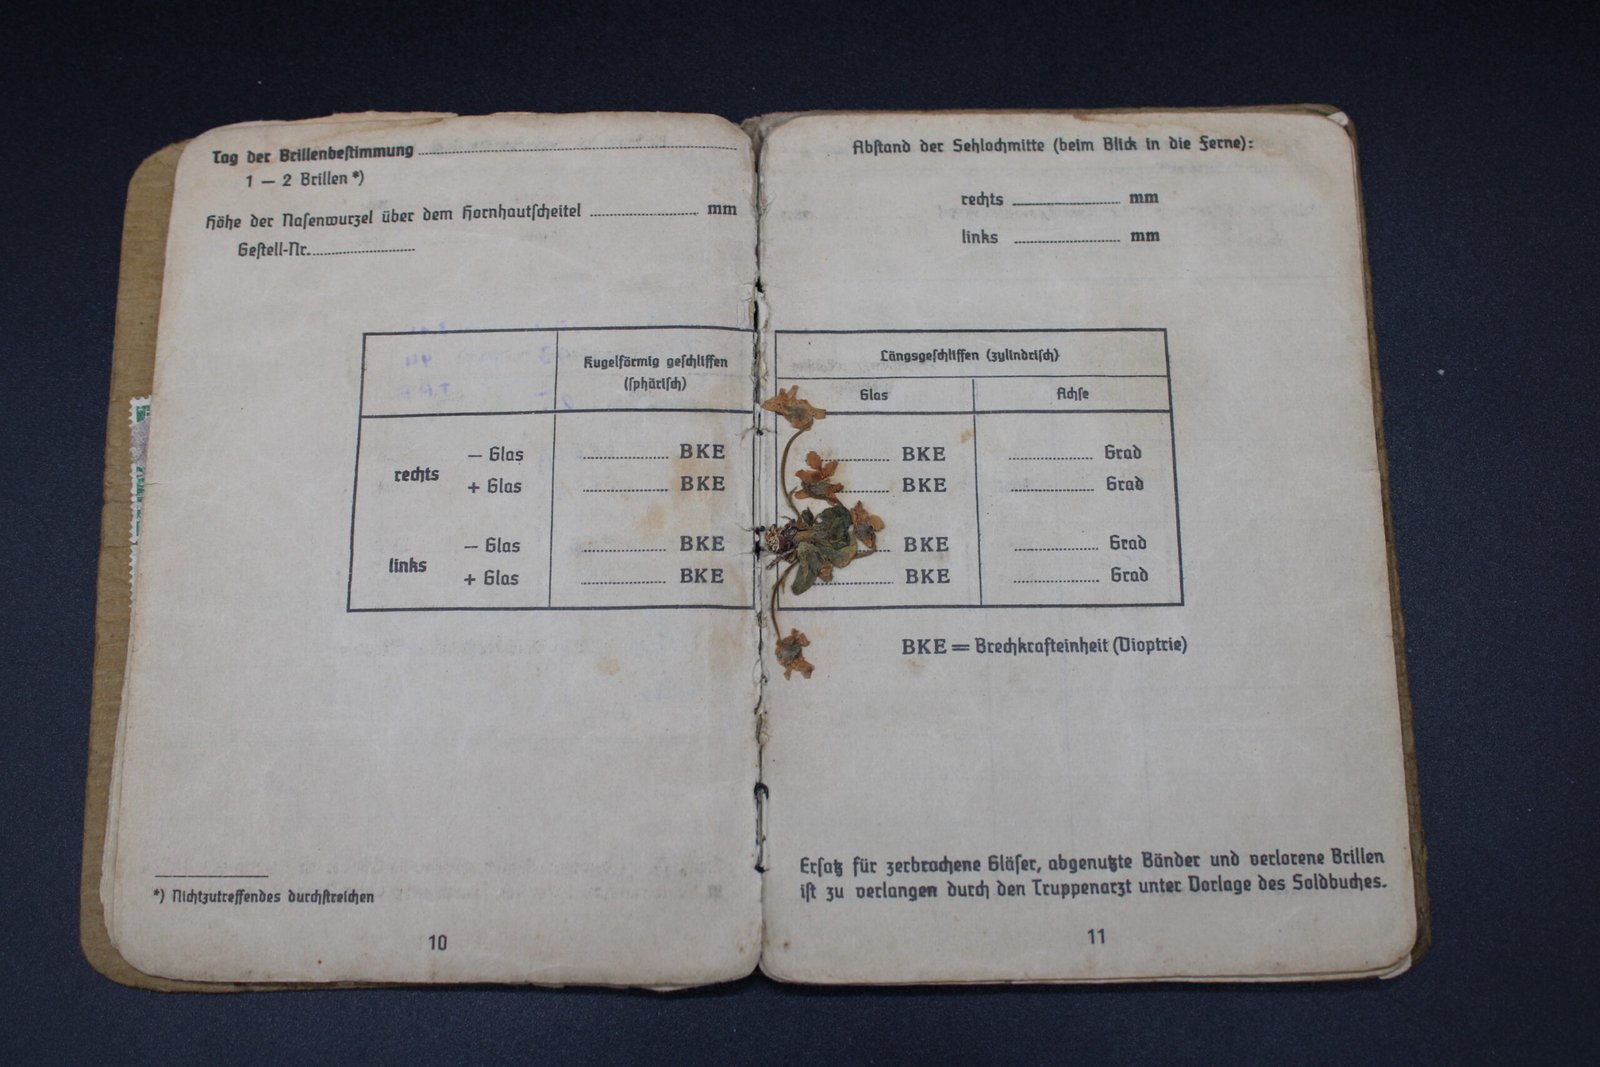 Tag der Brillenbestimmung
1 — 2 Brillen *)
Höhe der Nasenwurzel über dem Hornhautscheitel mm
Gestell-Nr.
Kugelförmig geschliffen
(sphärisch)
rechts
— Glas BKE
+ Glas BKE
links
— Glas BKE
+ Glas BKE
*) Nichtzutreffendes durchstreichen
10
Abstand der Sehlochmitte (beim Blick in die Ferne):
rechts mm
links mm
Längsgeschliffen (zylindrisch)
Glas Achse
BKE Grad
BKE Grad
BKE Grad
BKE Grad
BKE = Brechkrafteinheit (Dioptrie)
Ersatz für zerbrochene Gläser, abgenutzte Bänder und verlorene Brillen
ist zu verlangen durch den Truppenarzt unter Vorlage des Soldbuches.
11